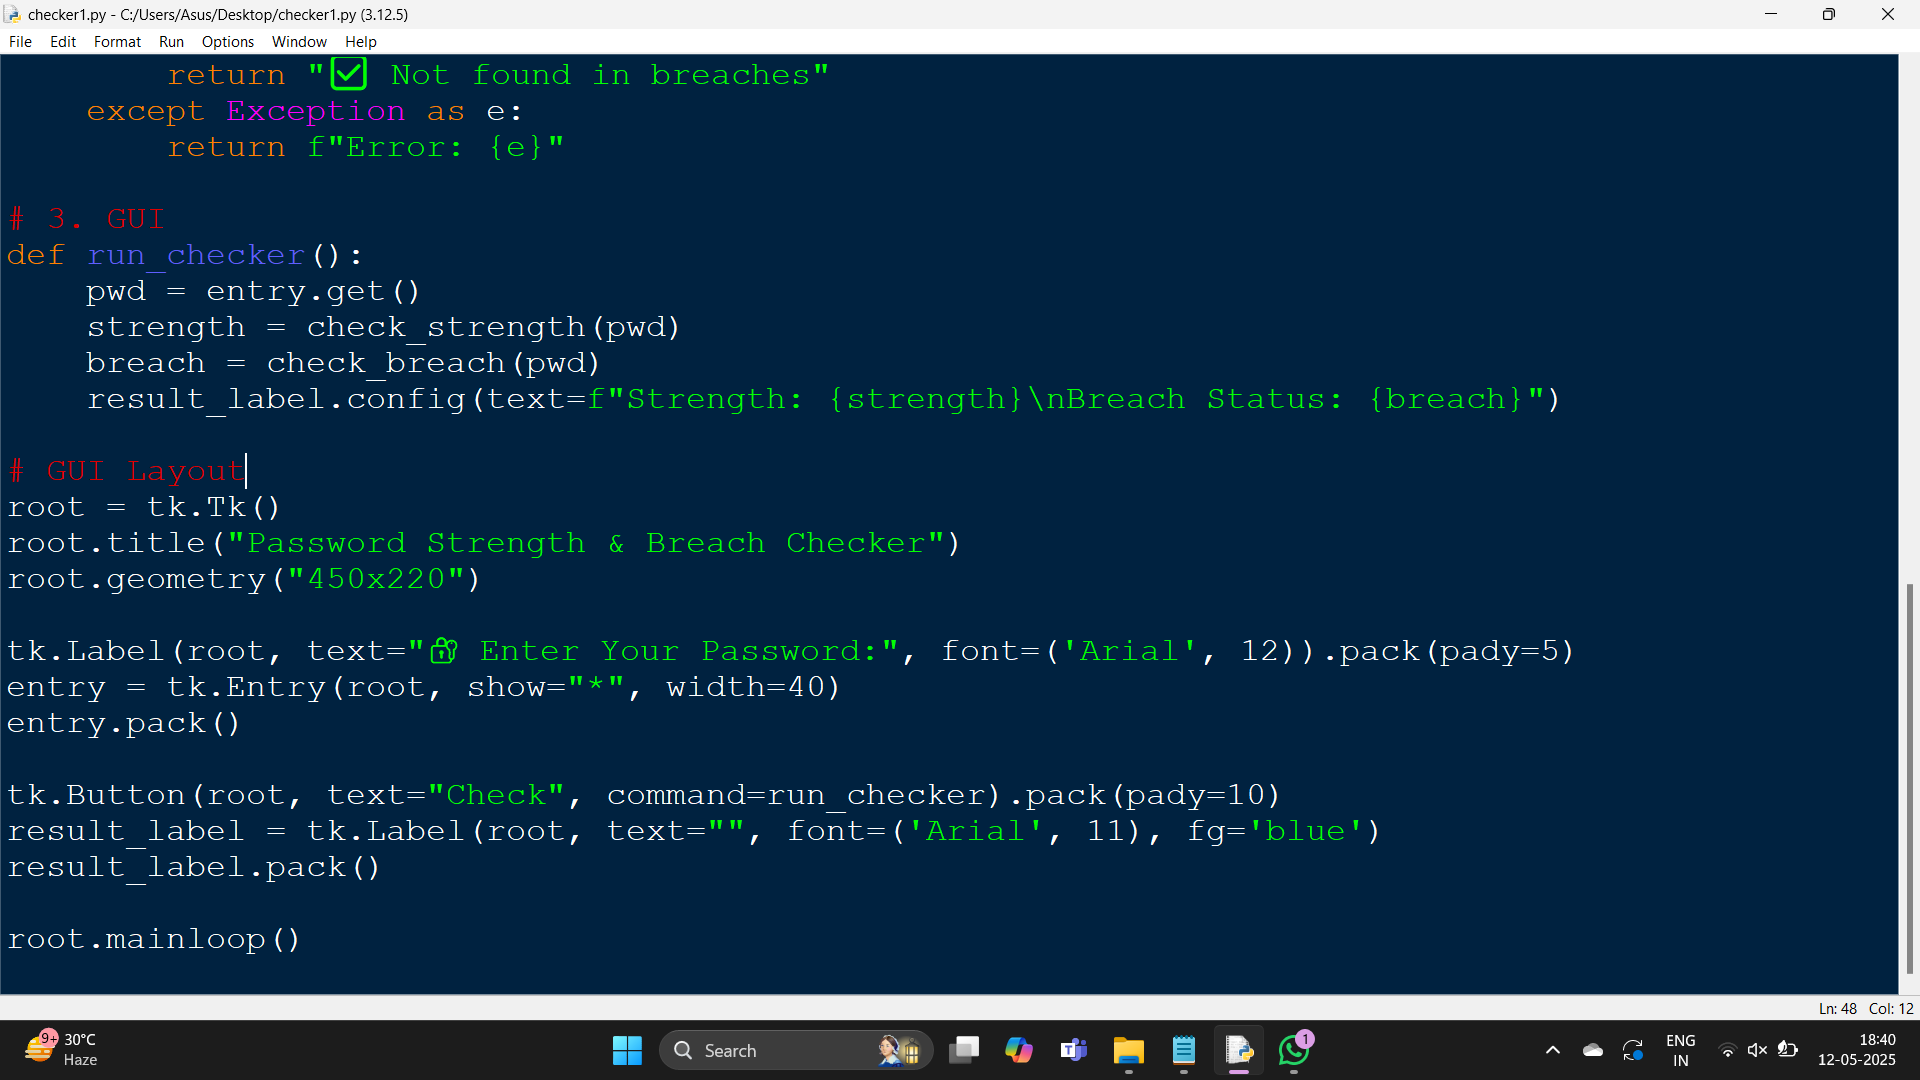 checker1.py - C:/Users/Asus/Desktop/checker1.py (3.12.5)
File Edit Format Run Options Window Help
        return "✅ Not found in breaches"
    except Exception as e:
        return f"Error: {e}"
# 3. GUI
def run_checker():
    pwd = entry.get()
    strength = check_strength(pwd)
    breach = check_breach(pwd)
    result_label.config(text=f"Strength: {strength}\nBreach Status: {breach}")
# GUI Layout
root = tk.Tk()
root.title("Password Strength & Breach Checker")
root.geometry("450x220")
tk.Label(root, text="🔐 Enter Your Password:", font=('Arial', 12)).pack(pady=5)
entry = tk.Entry(root, show="*", width=40)
entry.pack()
tk.Button(root, text="Check", command=run_checker).pack(pady=10)
result_label = tk.Label(root, text="", font=('Arial', 11), fg='blue')
result_label.pack()
root.mainloop()
Ln: 48 Col: 12
9+
30°C
Haze
Search
1
ENG
IN
18:40
12-05-2025